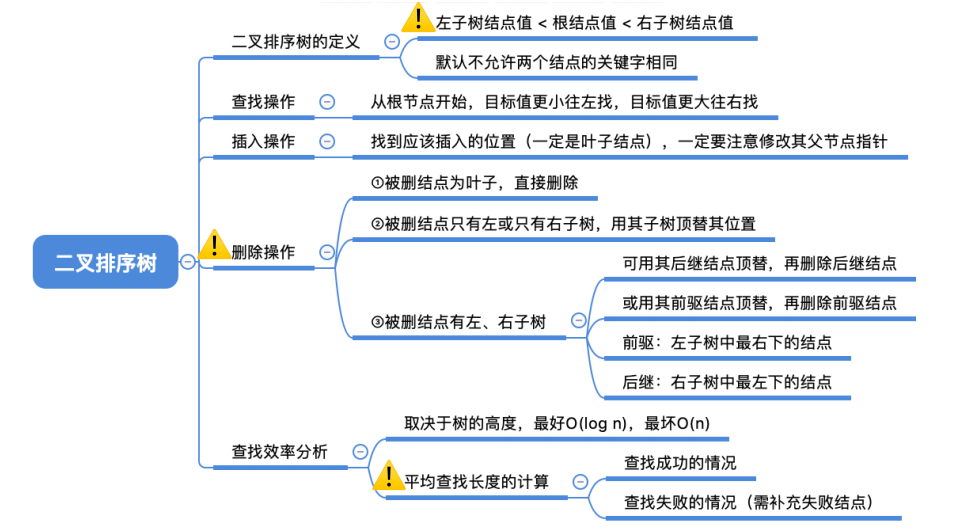 二叉排序树
二叉排序树的定义
左子树结点值 < 根结点值 < 右子树结点值
默认不允许两个结点的关键字相同
查找操作
从根节点开始，目标值更小往左找，目标值更大往右找
插入操作
找到应该插入的位置（一定是叶子结点），一定要注意修改其父节点指针
删除操作
①被删结点为叶子，直接删除
②被删结点只有左或只有右子树，用其子树顶替其位置
③被删结点有左、右子树
可用其后继结点顶替，再删除后继结点
或用其前驱结点顶替，再删除前驱结点
前驱：左子树中最右下的结点
后继：右子树中最左下的结点
查找效率分析
取决于树的高度，最好O(log n)，最坏O(n)
平均查找长度的计算
查找成功的情况
查找失败的情况（需补充失败结点）